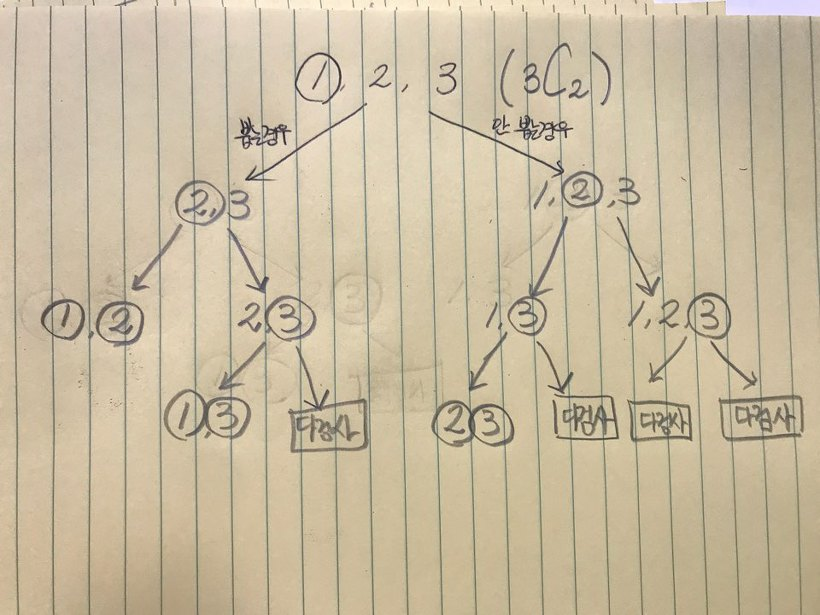 1, 2, 3 (3C2)
뽑는경우 안 뽑는경우
2, 3 1, 2, 3
1, 2 2, 3 1, 3 1, 2, 3
1, 3 다검사 2 3 다검사 다검사 다검사